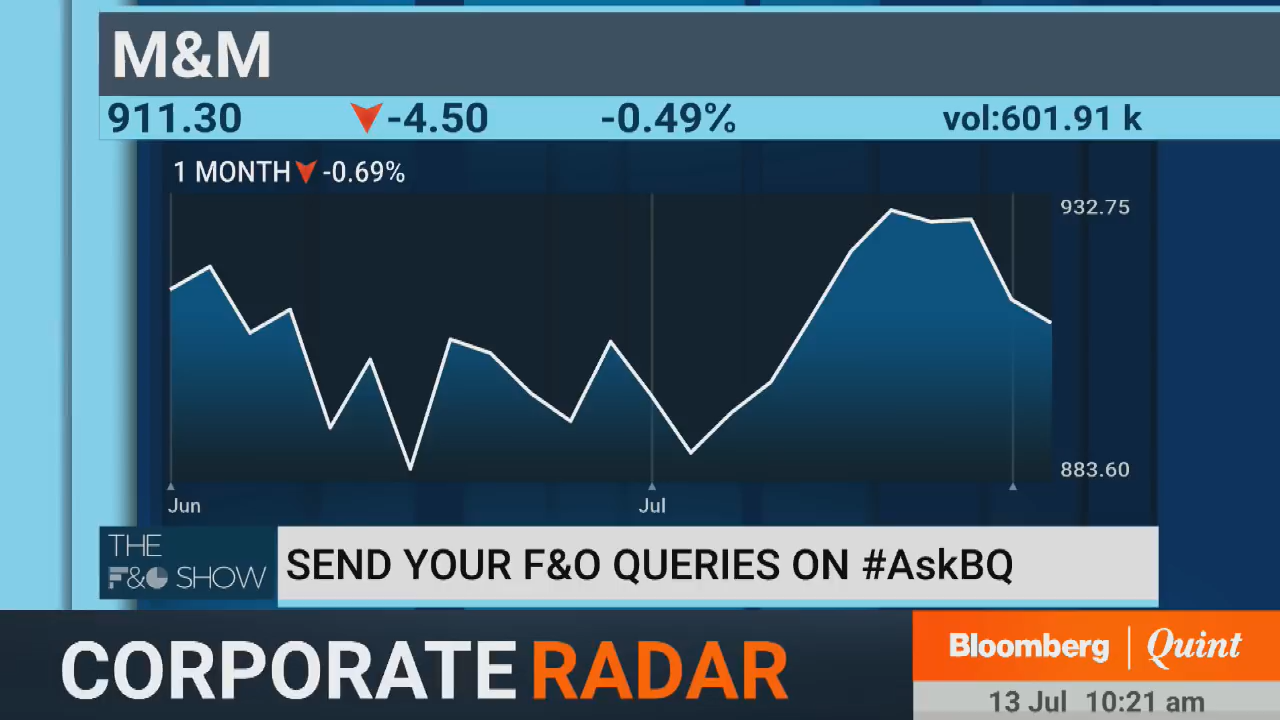 M&M
911.30 -4.50 -0.49% vol:601.91 k
1 MONTH -0.69%
932.75
883.60
Jun Jul
THE
F&O SHOW
SEND YOUR F&O QUERIES ON #AskBQ
CORPORATE RADAR
Bloomberg | Quint
13 Jul 10:21 am